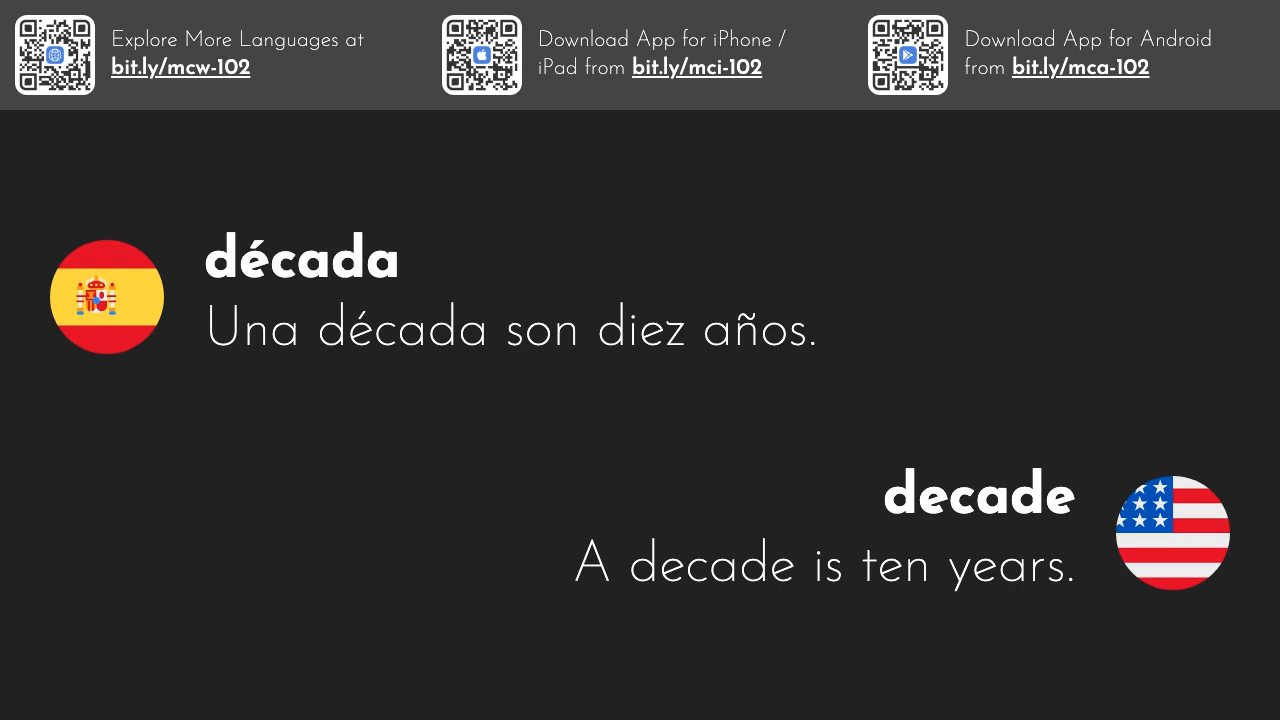 Explore More Languages at
bit.ly/mcw-102
Download App for iPhone /
iPad from bit.ly/mci-102
Download App for Android
from bit.ly/mca-102
década
Una década son diez años.
decade
A decade is ten years.